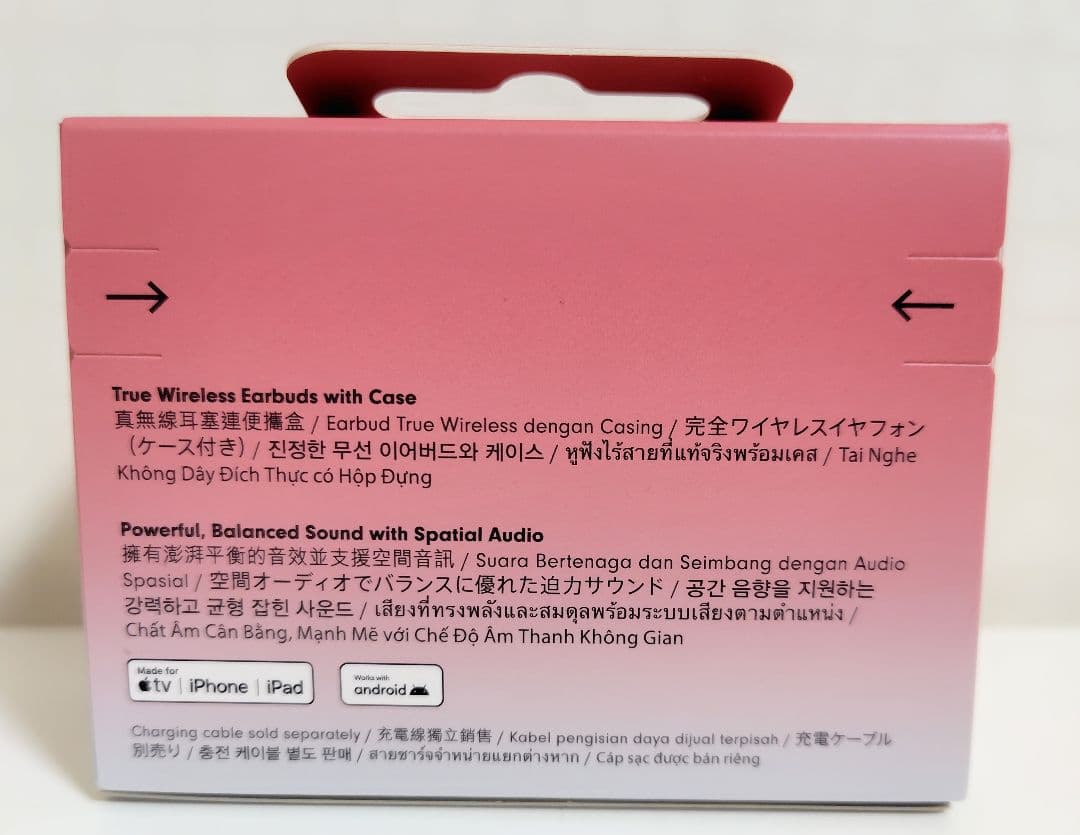 → ←
True Wireless Earbuds with Case
真無線耳塞連便攜盒 / Earbud True Wireless dengan Casing / 完全ワイヤレスイヤフォン
(ケース付き) / 진정한 무선 이어버드와 케이스 / หูฟังไร้สายที่แท้จริงพร้อมเคส / Tai Nghe
Không Dây Đích Thực có Hộp Đựng
Powerful, Balanced Sound with Spatial Audio
擁有澎湃平衡的音效並支援空間音訊 / Suara Bertenaga dan Seimbang dengan Audio
Spasial / 空間オーディオでバランスに優れた迫力サウンド / 공간 음향을 지원하는
강력하고 균형 잡힌 사운드 / เสียงที่ทรงพลังและสมดุลพร้อมระบบเสียงตามตำแหน่ง /
Chất Âm Cân Bằng, Mạnh Mẽ với Chế Độ Âm Thanh Không Gian
Made for
tv | iPhone | iPad
Works with
android
Charging cable sold separately / 充電線獨立銷售 / Kabel pengisian daya dijual terpisah / 充電ケーブル
別売り / 충전 케이블 별도 판매 / สายชาร์จจำหน่ายแยกต่างหาก / Cáp sạc được bán riêng